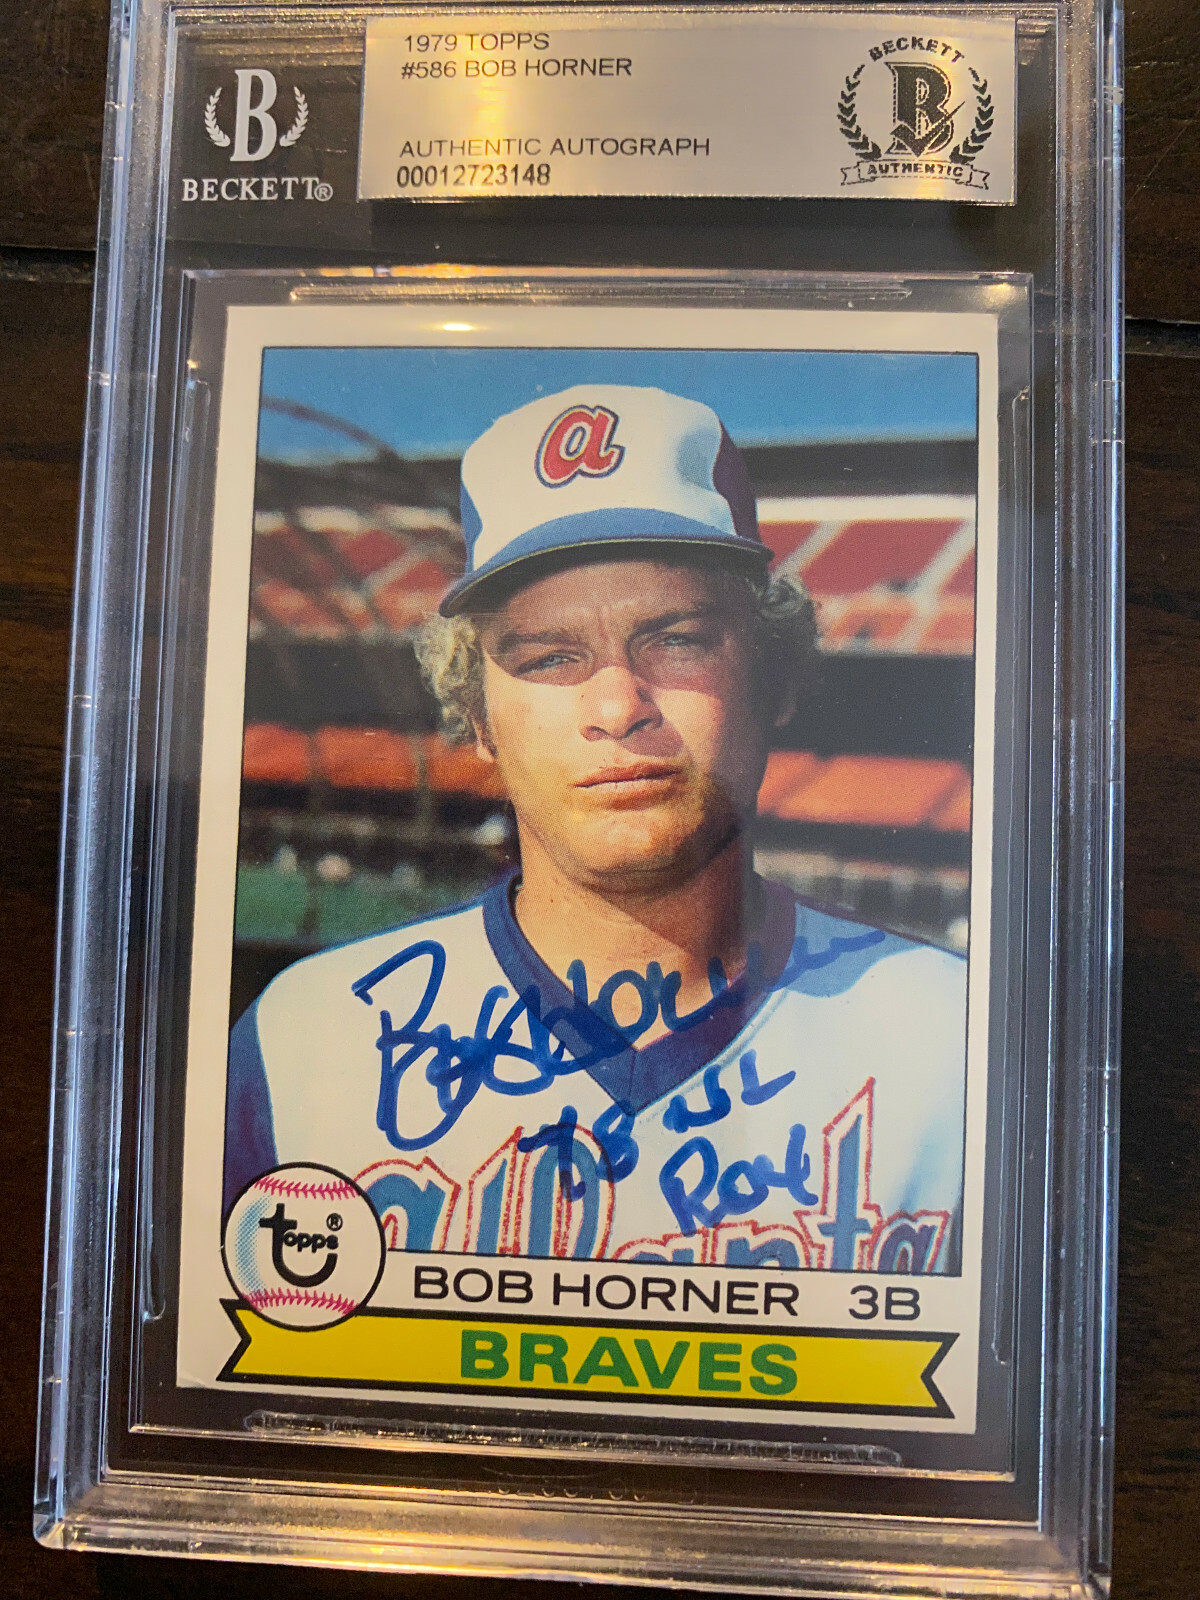 1979 TOPPS
#586 BOB HORNER
AUTHENTIC AUTOGRAPH
00012723148
B
BECKETT®
BECKETT
B
AUTHENTIC
a
Bob Horner
78 NL
ROY
atlanta
topps®
BOB HORNER 3B
BRAVES